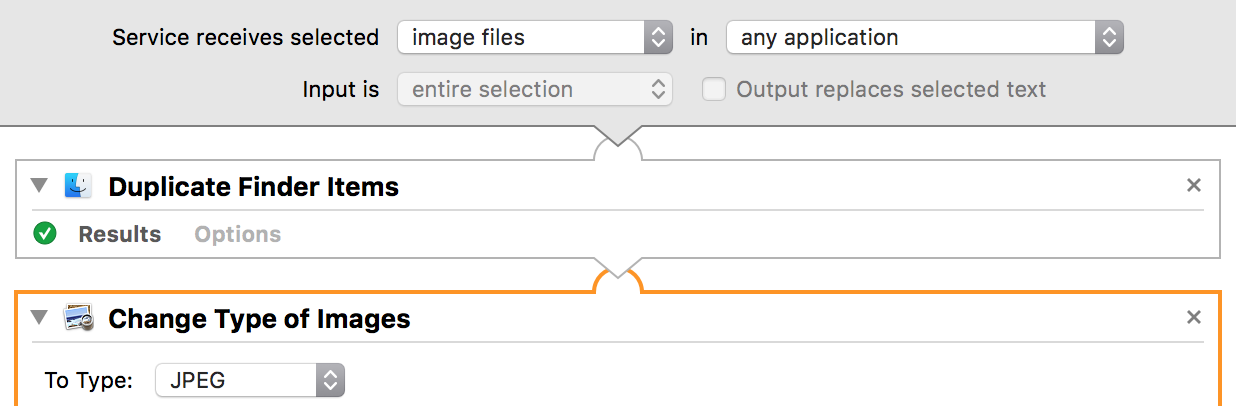 Service receives selected image files in any application
Input is entire selection Output replaces selected text
Duplicate Finder Items
Results Options
Change Type of Images
To Type: JPEG